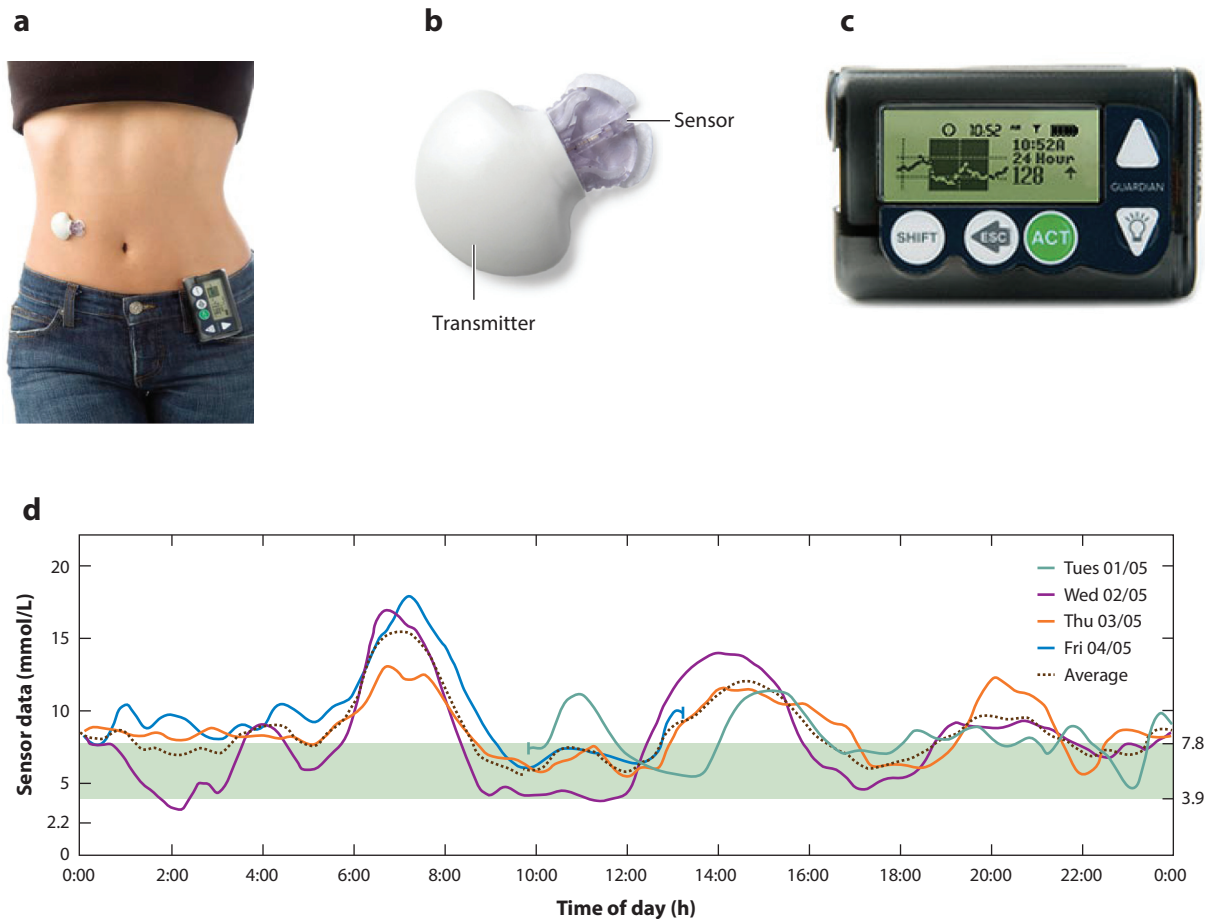 a
b
c
Sensor
Transmitter
10:52
10:52A
24 Hour
128
GUARDIAN
SHIFT
ESC
ACT
d
Sensor data (mmol/L)
20
15
10
5
2.2
0
7.8
3.9
Tues 01/05
Wed 02/05
Thu 03/05
Fri 04/05
Average
0:00 2:00 4:00 6:00 8:00 10:00 12:00 14:00 16:00 18:00 20:00 22:00 0:00
Time of day (h)